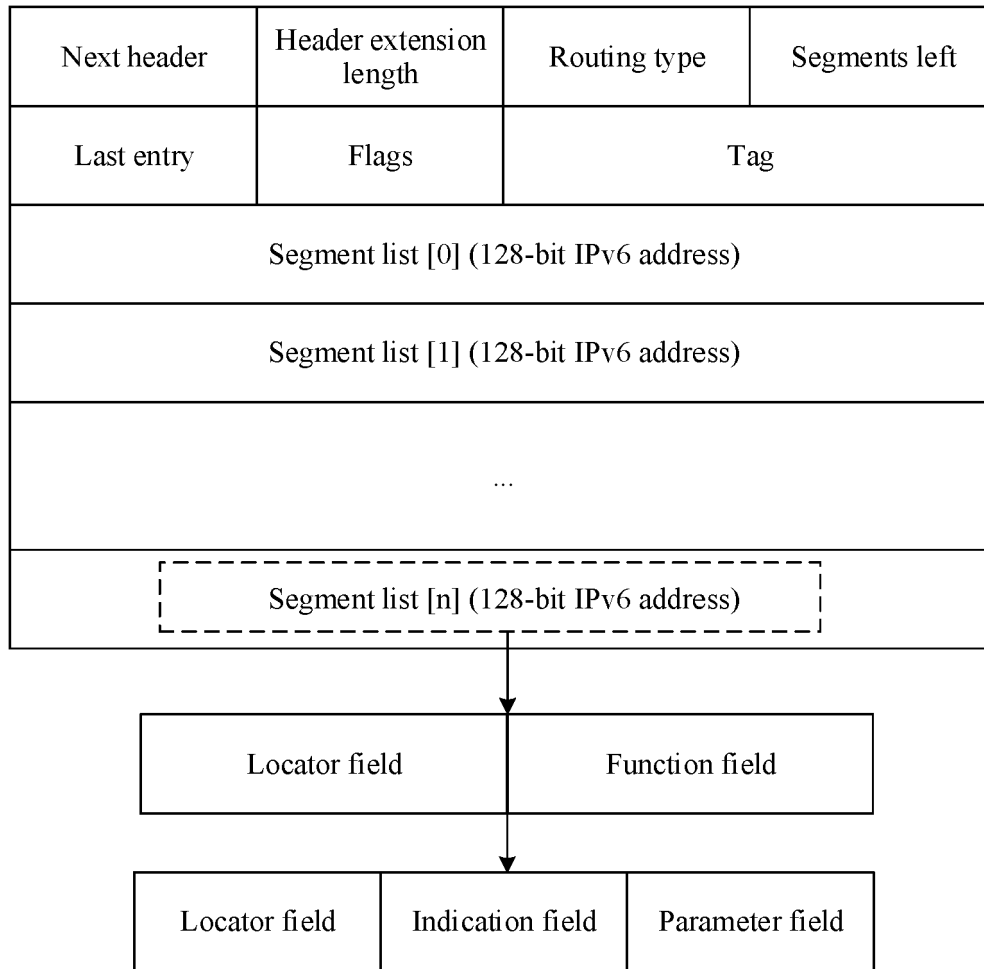 Next header
Header extension
length
Routing type
Segments left
Last entry
Flags
Tag
Segment list [0] (128-bit IPv6 address)
Segment list [1] (128-bit IPv6 address)
...
Segment list [n] (128-bit IPv6 address)
Locator field
Function field
Locator field
Indication field
Parameter field